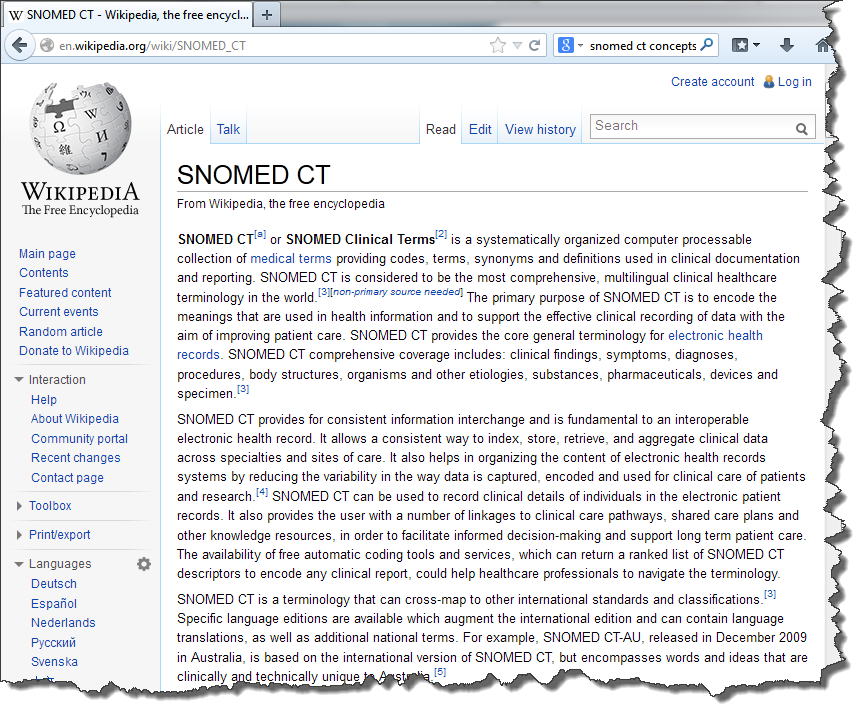 SNOMED CT - Wikipedia, the free encycl...
en.wikipedia.org/wiki/SNOMED_CT
snomed ct concepts
Create account Log in
Article Talk Read Edit View history Search
WIKIPEDIA
The Free Encyclopedia
Main page
Contents
Featured content
Current events
Random article
Donate to Wikipedia
Interaction
Help
About Wikipedia
Community portal
Recent changes
Contact page
Toolbox
Print/export
Languages
Deutsch
Español
Nederlands
Русский
Svenska
SNOMED CT
From Wikipedia, the free encyclopedia
SNOMED CT[a] or SNOMED Clinical Terms[2] is a systematically organized computer processable
collection of medical terms providing codes, terms, synonyms and definitions used in clinical documentation
and reporting. SNOMED CT is considered to be the most comprehensive, multilingual clinical healthcare
terminology in the world.[3][non-primary source needed] The primary purpose of SNOMED CT is to encode the
meanings that are used in health information and to support the effective clinical recording of data with the
aim of improving patient care. SNOMED CT provides the core general terminology for electronic health
records. SNOMED CT comprehensive coverage includes: clinical findings, symptoms, diagnoses,
procedures, body structures, organisms and other etiologies, substances, pharmaceuticals, devices and
specimen.[3]
SNOMED CT provides for consistent information interchange and is fundamental to an interoperable
electronic health record. It allows a consistent way to index, store, retrieve, and aggregate clinical data
across specialties and sites of care. It also helps in organizing the content of electronic health records
systems by reducing the variability in the way data is captured, encoded and used for clinical care of patients
and research.[4] SNOMED CT can be used to record clinical details of individuals in the electronic patient
records. It also provides the user with a number of linkages to clinical care pathways, shared care plans and
other knowledge resources, in order to facilitate informed decision-making and support long term patient care.
The availability of free automatic coding tools and services, which can return a ranked list of SNOMED CT
descriptors to encode any clinical report, could help healthcare professionals to navigate the terminology.
SNOMED CT is a terminology that can cross-map to other international standards and classifications.[3]
Specific language editions are available which augment the international edition and can contain language
translations, as well as additional national terms. For example, SNOMED CT-AU, released in December 2009
in Australia, is based on the international version of SNOMED CT, but encompasses words and ideas that are
clinically and technically unique to Australia.[5]